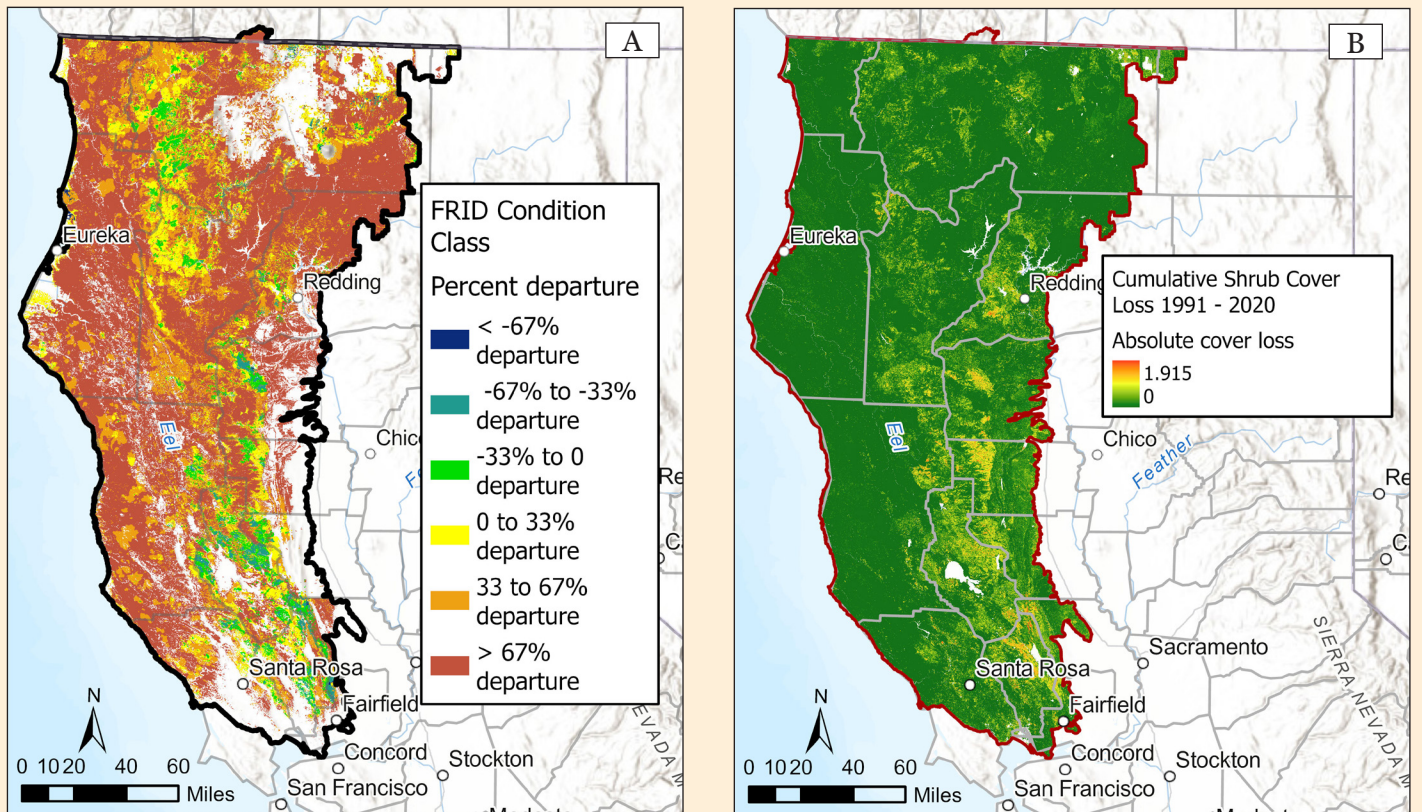 A
Eureka
Redding
Eel
Chico
Santa Rosa
Fairfield
Concord
Stockton
San Francisco
N
0 10 20 40 60
Miles
FRID Condition
Class
Percent departure
< -67%
departure
-67% to -33%
departure
-33% to 0
departure
0 to 33%
departure
33 to 67%
departure
> 67%
departure
B
Eureka
Redding
Eel
Chico
Feather
Sacramento
Santa Rosa
Fairfield
Concord
Stockton
San Francisco
SIERRA NEVADA
N
0 10 20 40 60
Miles
Cumulative Shrub Cover
Loss 1991 - 2020
Absolute cover loss
1.915
0